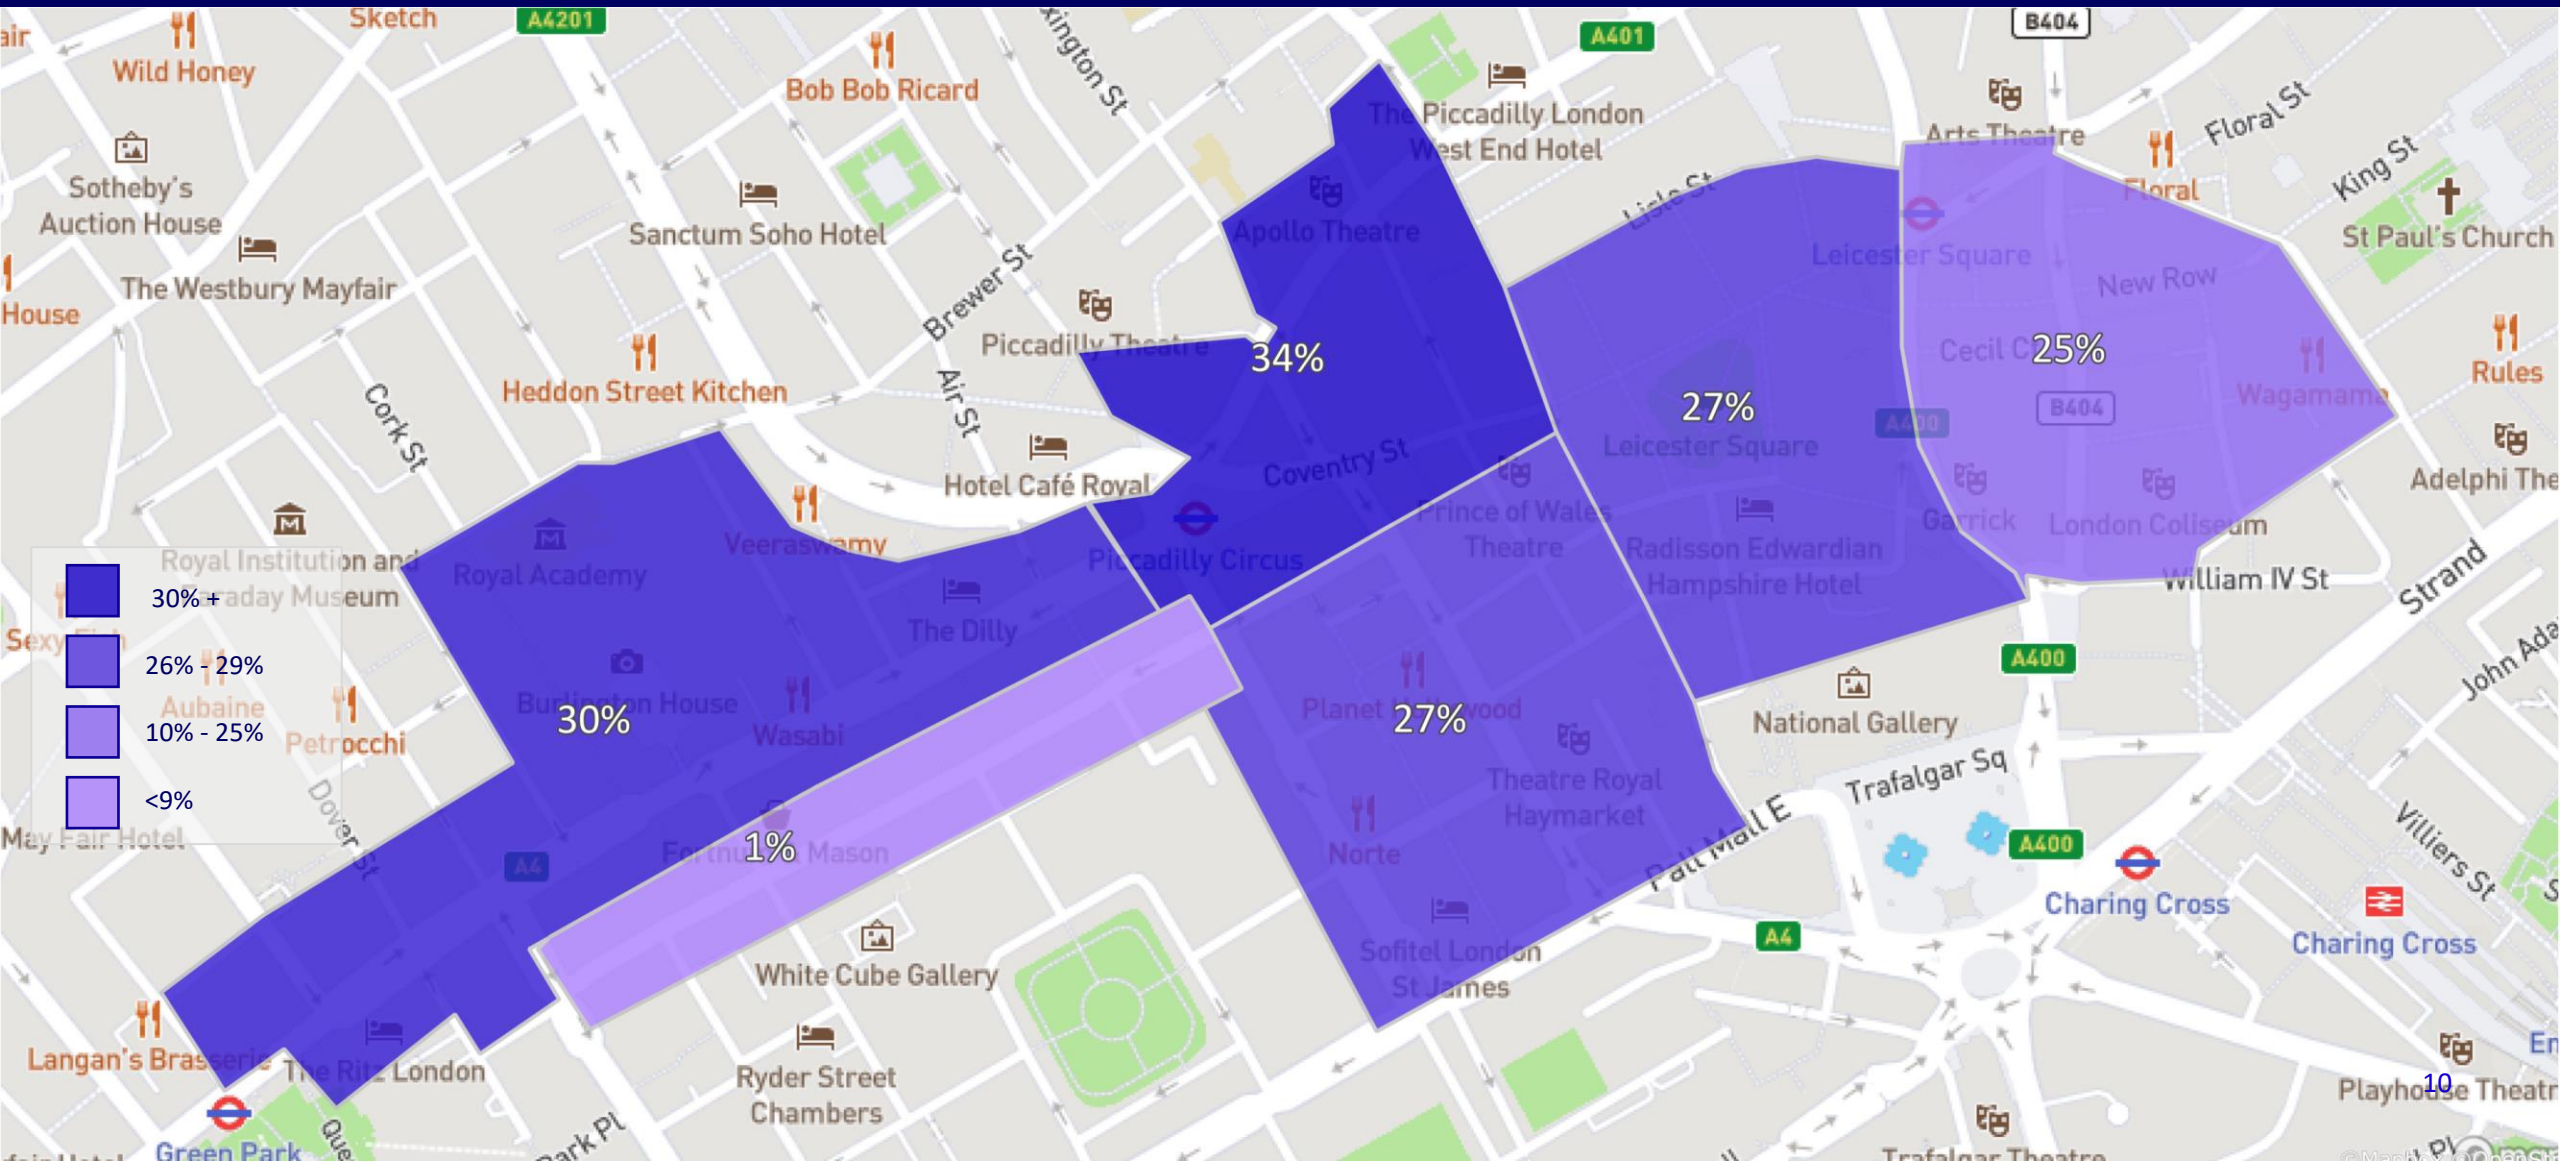 Sketch
A4201
B404
air
Wild Honey
Bob Bob Ricard
A401
The Piccadilly London
West End Hotel
Arts Theatre
Floral St
King St
Sotheby's
Auction House
Sanctum Soho Hotel
Apollo Theatre
Lisle St
Floral
St Paul's Church
Leicester Square
New Row
The Westbury Mayfair
House
Brewer St
Piccadilly Theatre
34%
25%
Rules
Heddon Street Kitchen
Air St
Cork St
27%
A400
B404
Wagamama
Leicester Square
Coventry St
Hotel Café Royal
Adelphi The
Prince of Wales
Theatre
Garrick
London Coliseum
Veeraswamy
Piccadilly Circus
Radisson Edwardian
Hampshire Hotel
William IV St
Strand
Royal Institution and
Faraday Museum
Royal Academy
The Dilly
30% +
26% - 29%
10% - 25%
<9%
Aubaine
Petrocchi
Burlington House
30%
Wasabi
Planet Hollywood
27%
A400
National Gallery
John Ada
Trafalgar Sq
Theatre Royal
Haymarket
Dover St
May Fair Hotel
A4
1%
Norte
Pall Mall E
A400
Villiers St
Charing Cross
Charing Cross
A4
White Cube Gallery
Sofitel London
St James
Langan's Brasserie
The Ritz London
Ryder Street
Chambers
10
Playhouse Theatr
Green Park
Que
Park Pl
Trafalgar Theatre